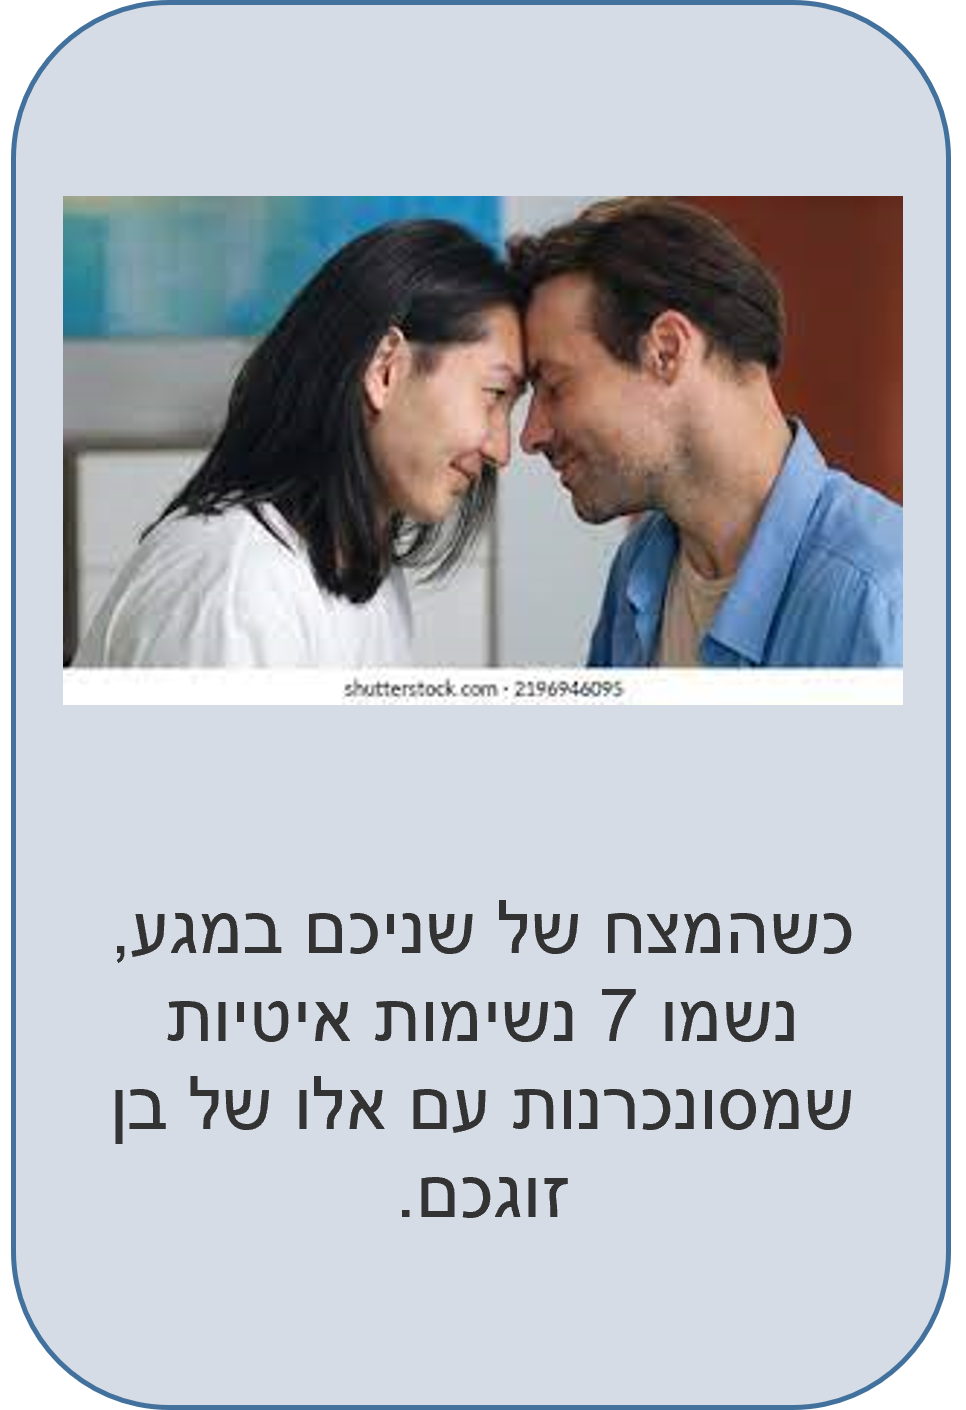 shutterstock.com · 2196946095
כשהמצח של שניכם במגע,
נשמו 7 נשימות איטיות
שמסונכרנות עם אלו של בן
זוגכם.